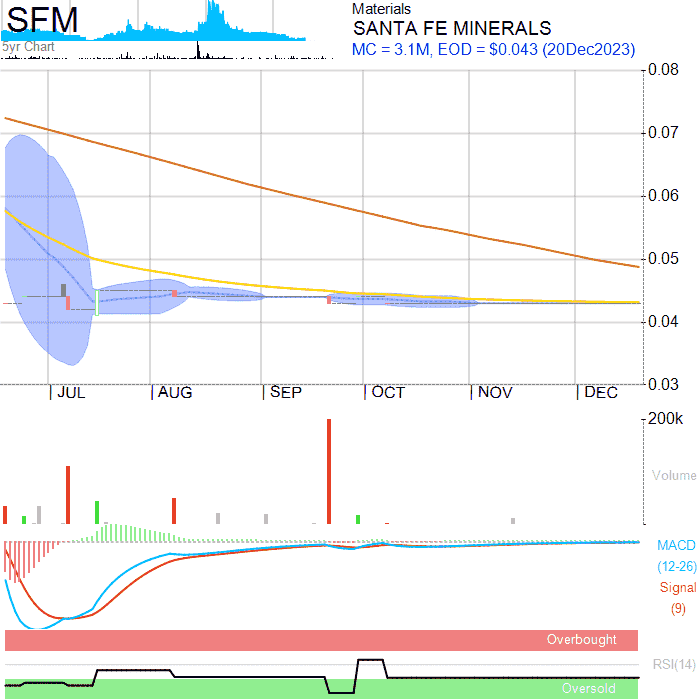 SFM
5yr Chart
Materials
SANTA FE MINERALS
MC = 3.1M, EOD = $0.043 (20Dec2023)
0.08
0.07
0.06
0.05
0.04
0.03
JUL AUG SEP OCT NOV DEC
200k
Volume
MACD
(12-26)
Signal
(9)
Overbought
RSI(14)
Oversold